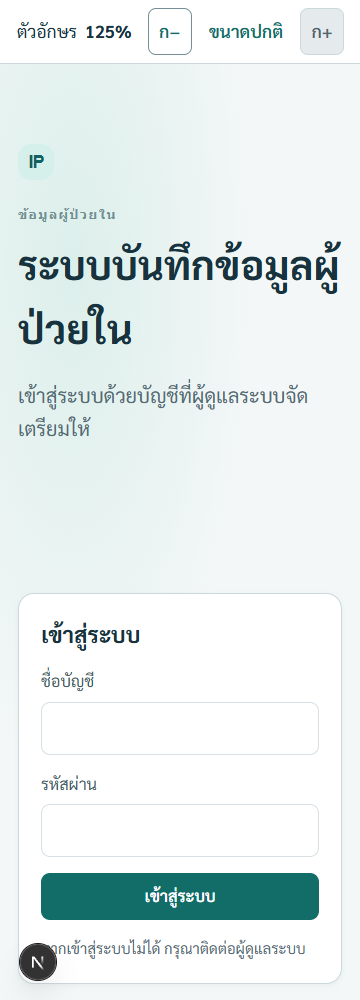 ตัวอักษร 125% ก− ขนาดปกติ ก+
IP
ข้อมูลผู้ป่วยใน
ระบบบันทึกข้อมูลผู้
ป่วยใน
เข้าสู่ระบบด้วยบัญชีที่ผู้ดูแลระบบจัด
เตรียมให้
เข้าสู่ระบบ
ชื่อบัญชี
รหัสผ่าน
เข้าสู่ระบบ
กเข้าสู่ระบบไม่ได้ กรุณาติดต่อผู้ดูแลระบบ
N